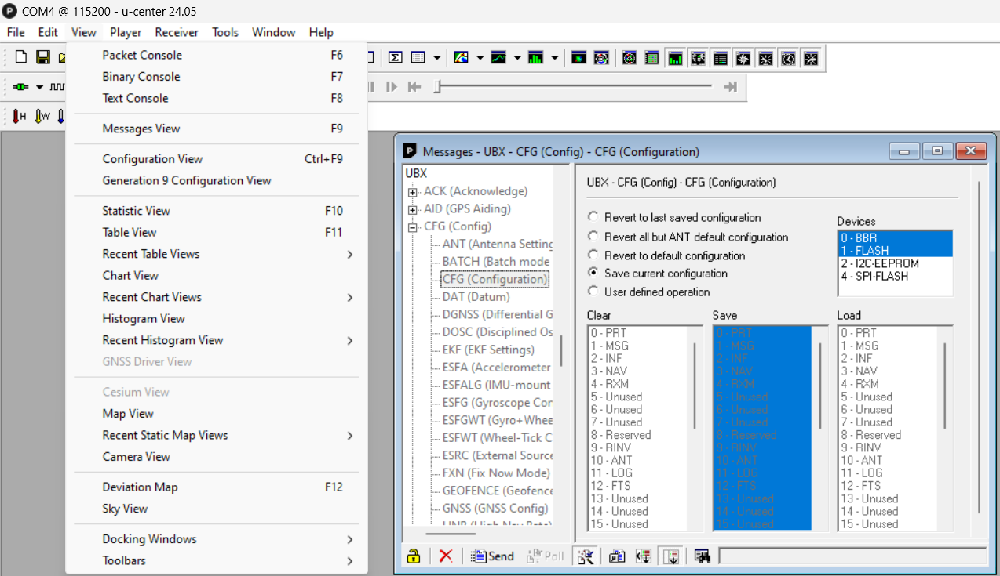 COM4 @ 115200 - u-center 24.05
File Edit View Player Receiver Tools Window Help
Packet Console F6
Binary Console F7
Text Console F8
Messages View F9
Configuration View Ctrl+F9
Generation 9 Configuration View
Statistic View F10
Table View F11
Recent Table Views
Chart View
Recent Chart Views
Histogram View
Recent Histogram View
GNSS Driver View
Cesium View
Map View
Recent Static Map Views
Camera View
Deviation Map F12
Sky View
Docking Windows
Toolbars
H W
Messages - UBX - CFG (Config) - CFG (Configuration)
UBX
ACK (Acknowledge)
AID (GPS Aiding)
CFG (Config)
ANT (Antenna Setting
BATCH (Batch mode
CFG (Configuration)
DAT (Datum)
DGNSS (Differential G
DOSC (Disciplined Os
EKF (EKF Settings)
ESFA (Accelerometer
ESFALG (IMU-mount
ESFG (Gyroscope Cor
ESFGWT (Gyro+Whee
ESFWT (Wheel-Tick C
ESRC (External Source
FXN (Fix Now Mode)
GEOFENCE (Geofence
GNSS (GNSS Config)
UBX - CFG (Config) - CFG (Configuration)
Revert to last saved configuration
Revert all but ANT default configuration
Revert to default configuration
Save current configuration
User defined operation
Devices
0 - BBR
1 - FLASH
2 - I2C-EEPROM
4 - SPI-FLASH
Clear
0 - PRT
1 - MSG
2 - INF
3 - NAV
4 - RXM
5 - Unused
6 - Unused
7 - Unused
8 - Reserved
9 - RINV
10 - ANT
11 - LOG
12 - FTS
13 - Unused
14 - Unused
15 - Unused
Save
0 - PRT
1 - MSG
2 - INF
3 - NAV
4 - RXM
5 - Unused
6 - Unused
7 - Unused
8 - Reserved
9 - RINV
10 - ANT
11 - LOG
12 - FTS
13 - Unused
14 - Unused
15 - Unused
Load
0 - PRT
1 - MSG
2 - INF
3 - NAV
4 - RXM
5 - Unused
6 - Unused
7 - Unused
8 - Reserved
9 - RINV
10 - ANT
11 - LOG
12 - FTS
13 - Unused
14 - Unused
15 - Unused
Send Poll